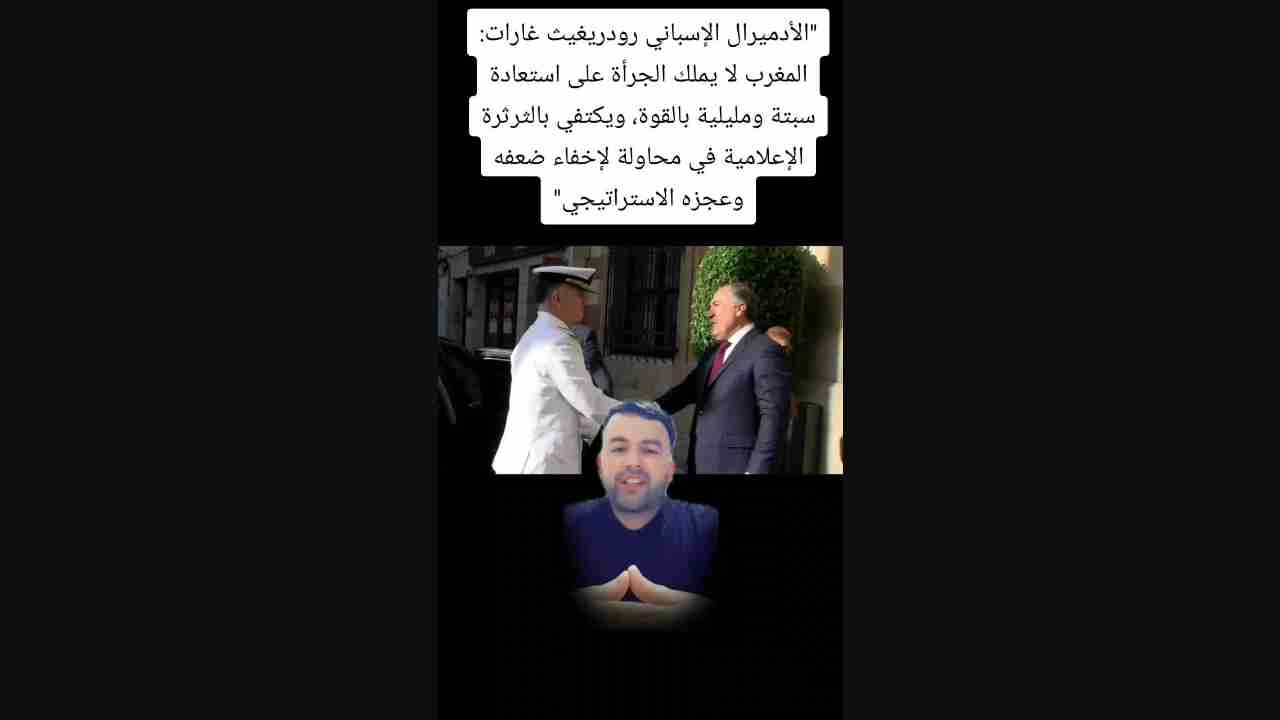 "الأدميرال الإسباني رودريغيث غارات:
المغرب لا يملك الجرأة على استعادة
سبتة ومليلية بالقوة، ويكتفي بالثرثرة
الإعلامية في محاولة لإخفاء ضعفه
وعجزه الاستراتيجي"